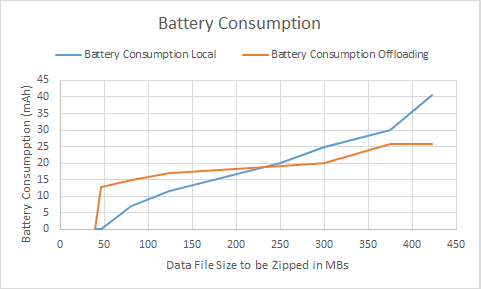 Battery Consumption
Battery Consumption Local
Battery Consumption Offloading
Battery Consumpption (mAh)
45
40
35
30
25
20
15
10
5
0
0 50 100 150 200 250 300 350 400 450
Data File Size to be Zipped in MBs